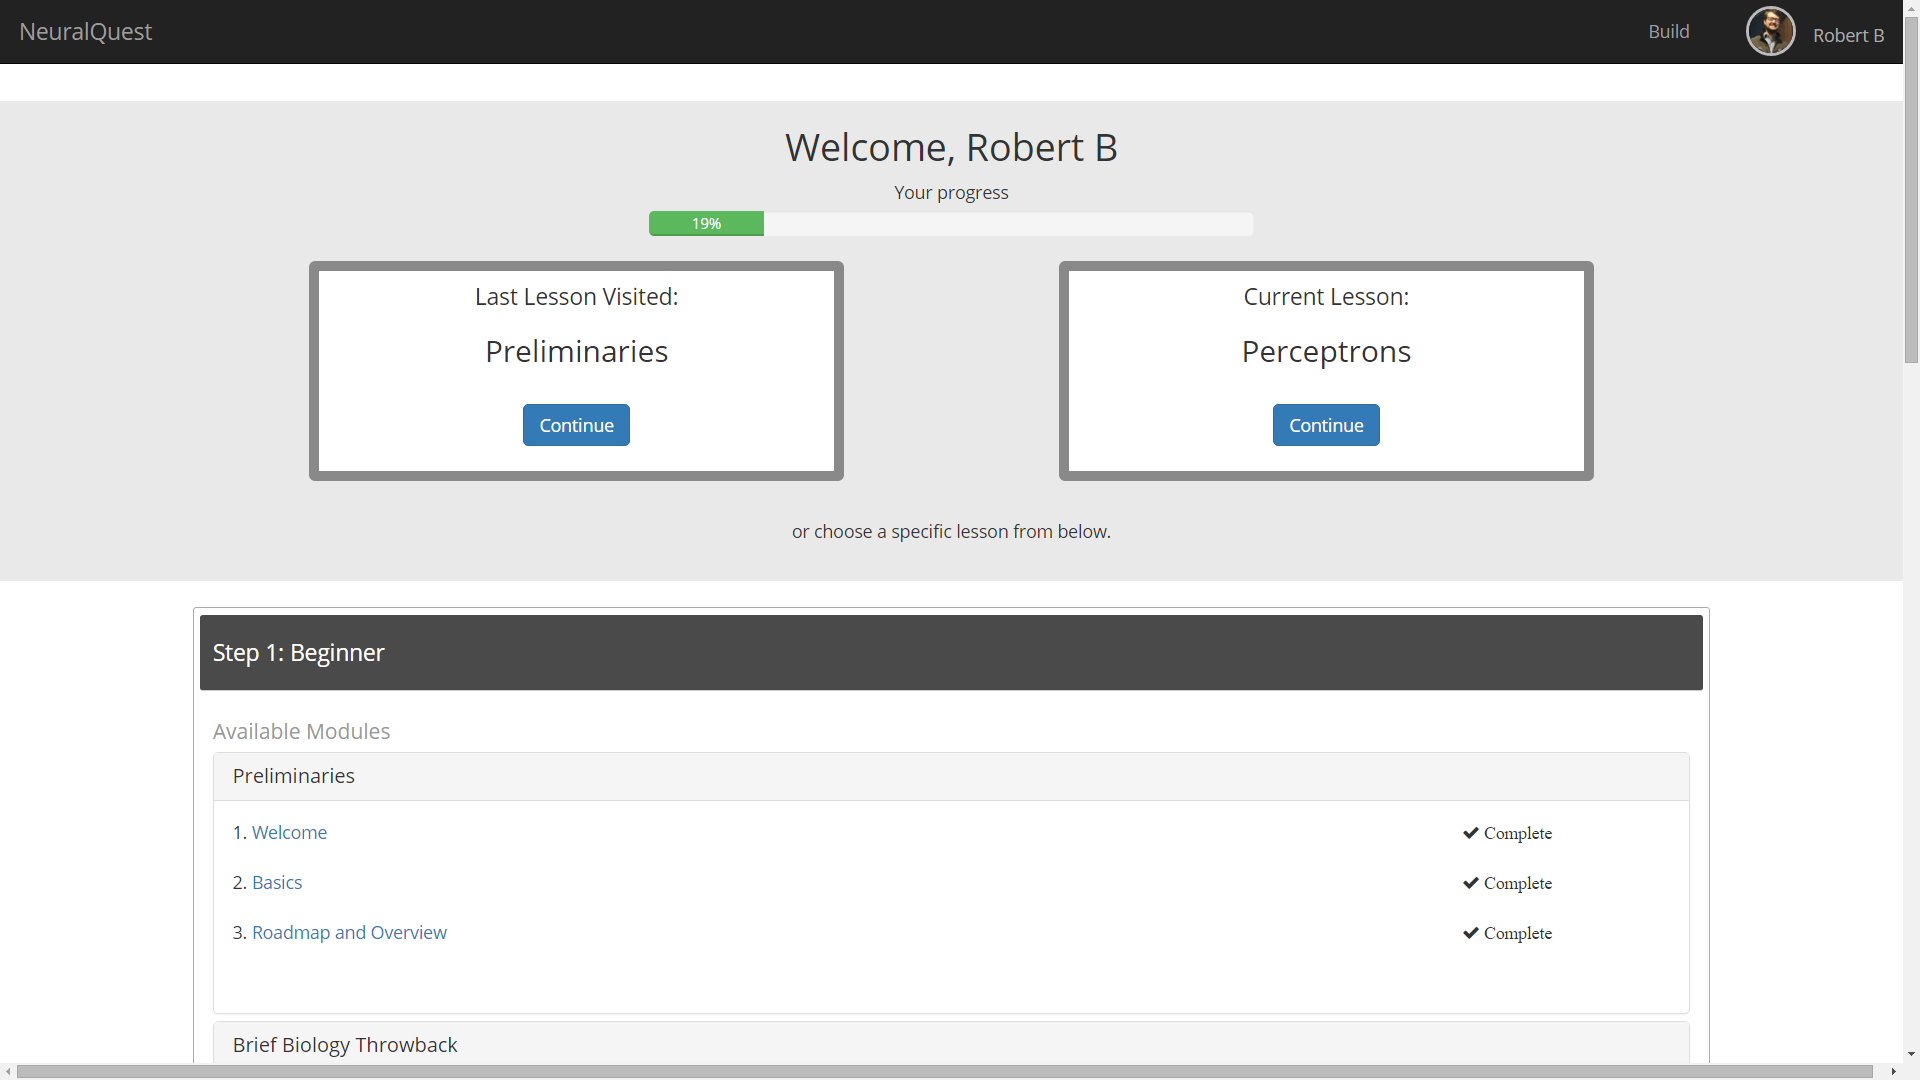 NeuralQuest
Build
Robert B
Welcome, Robert B
Your progress
19%
Last Lesson Visited:
Preliminaries
Continue
Current Lesson:
Perceptrons
Continue
or choose a specific lesson from below.
Step 1: Beginner
Available Modules
Preliminaries
1. Welcome
Complete
2. Basics
Complete
3. Roadmap and Overview
Complete
Brief Biology Throwback